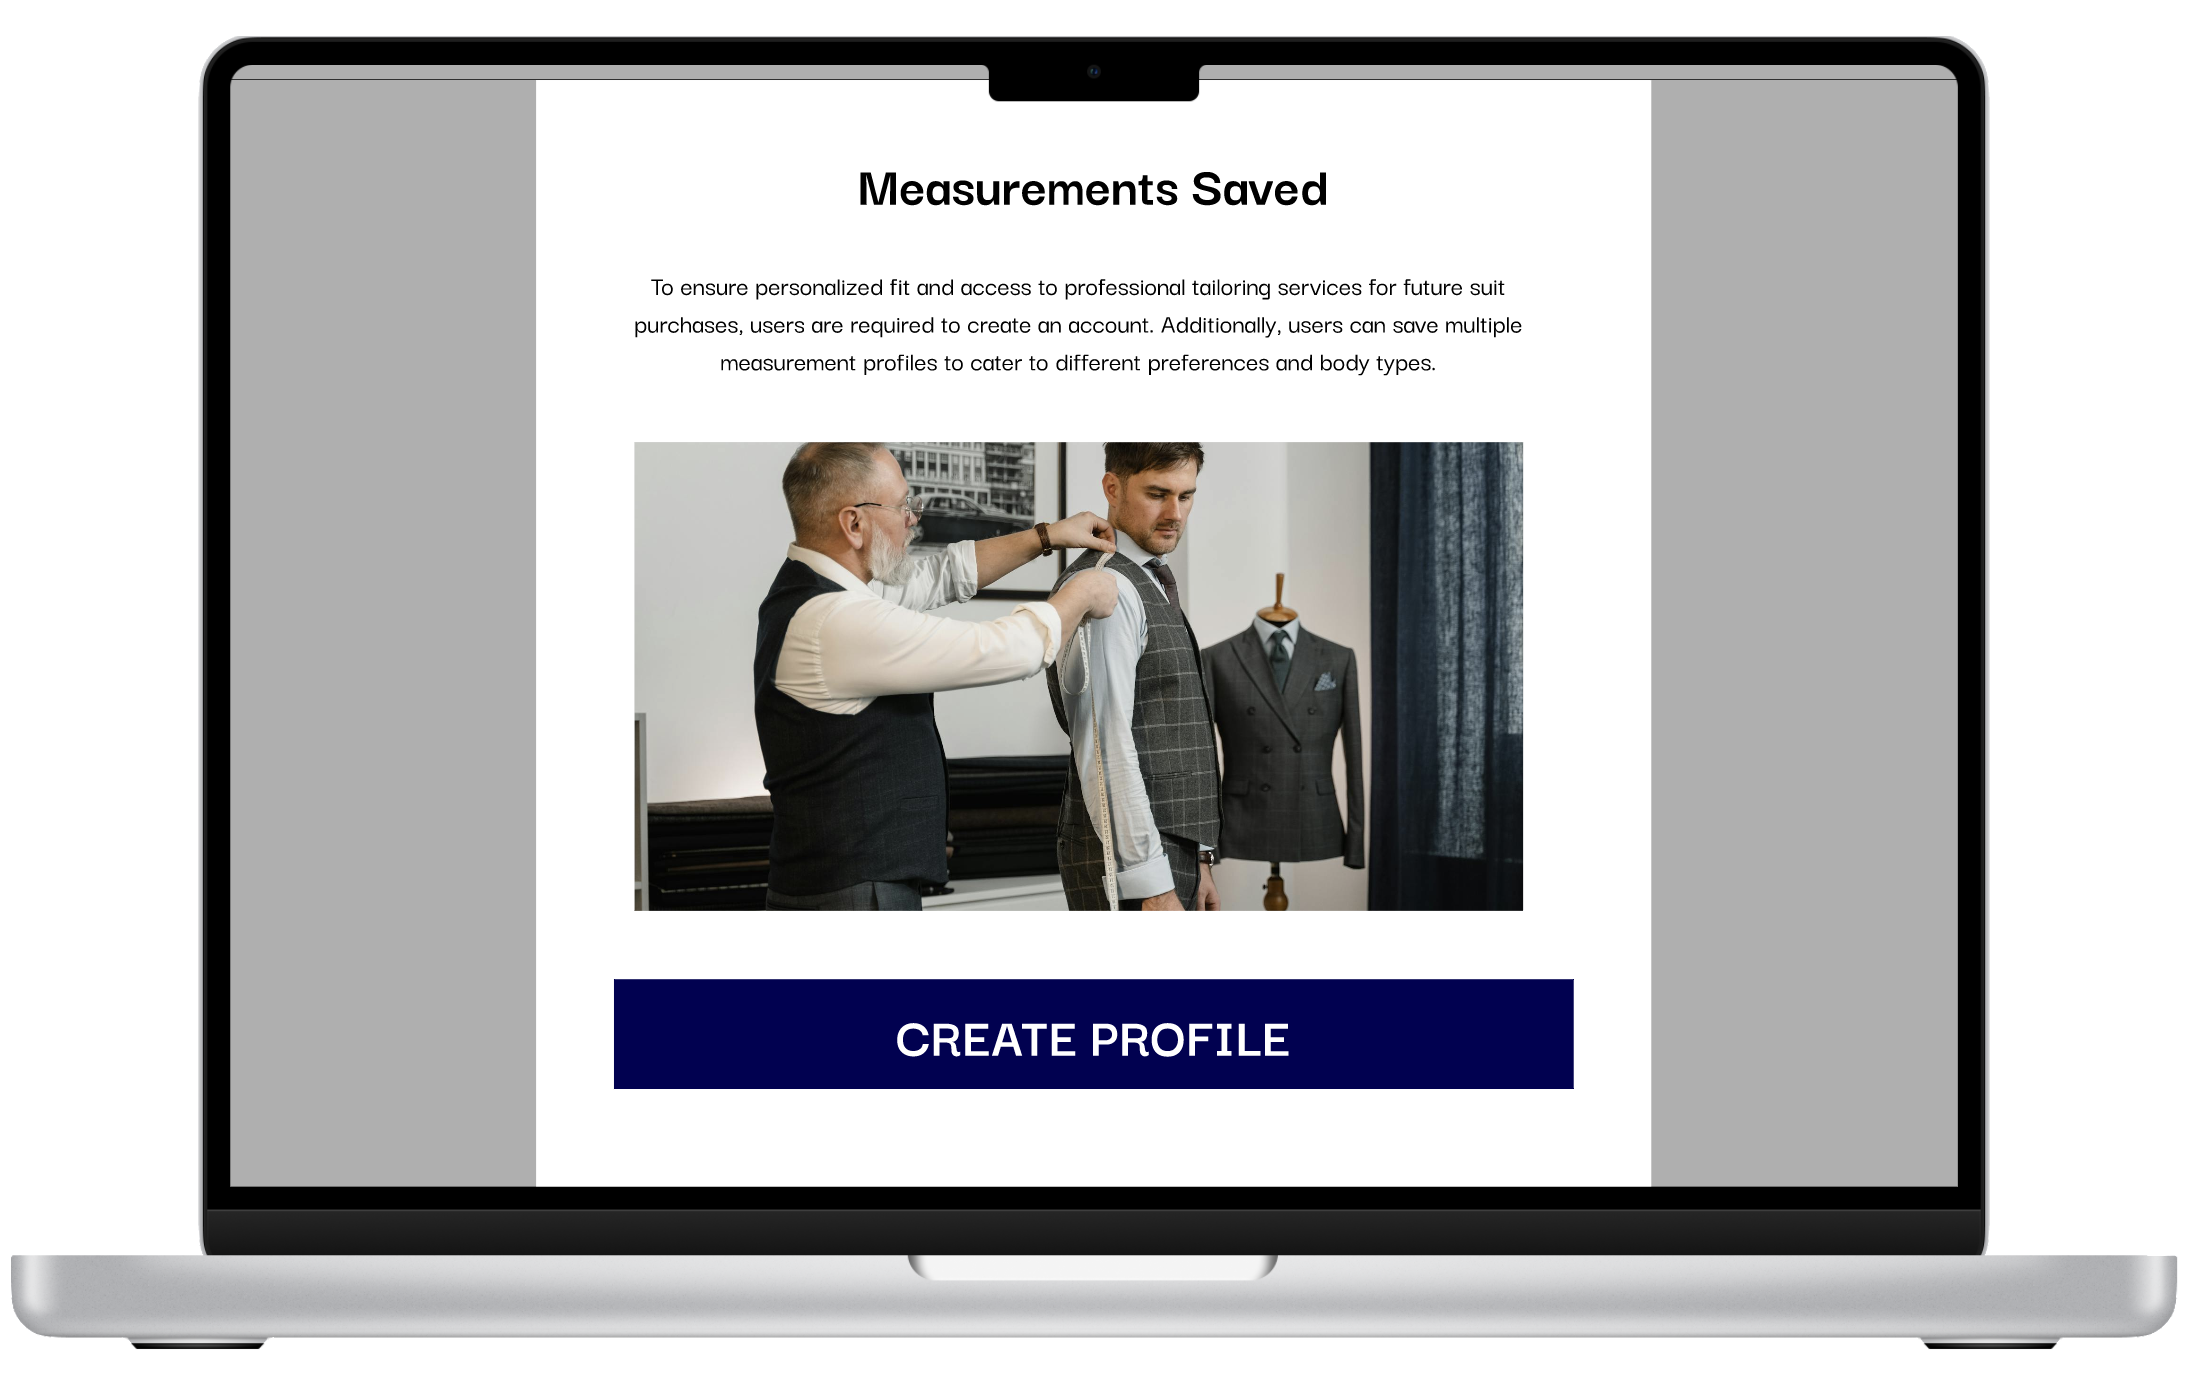 Measurements Saved
To ensure personalized fit and access to professional tailoring services for future suit
purchases, users are required to create an account. Additionally, users can save multiple
measurement profiles to cater to different preferences and body types.
CREATE PROFILE